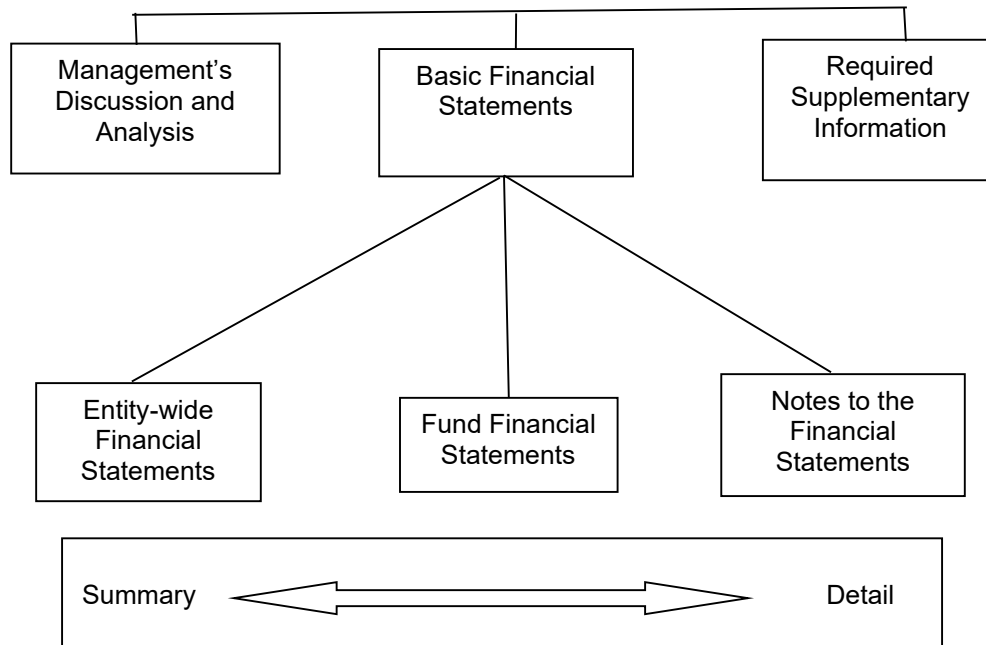 Management’s
Discussion and
Analysis
Basic Financial
Statements
Required
Supplementary
Information
Entity-wide
Financial
Statements
Fund Financial
Statements
Notes to the
Financial
Statements
Summary
Detail